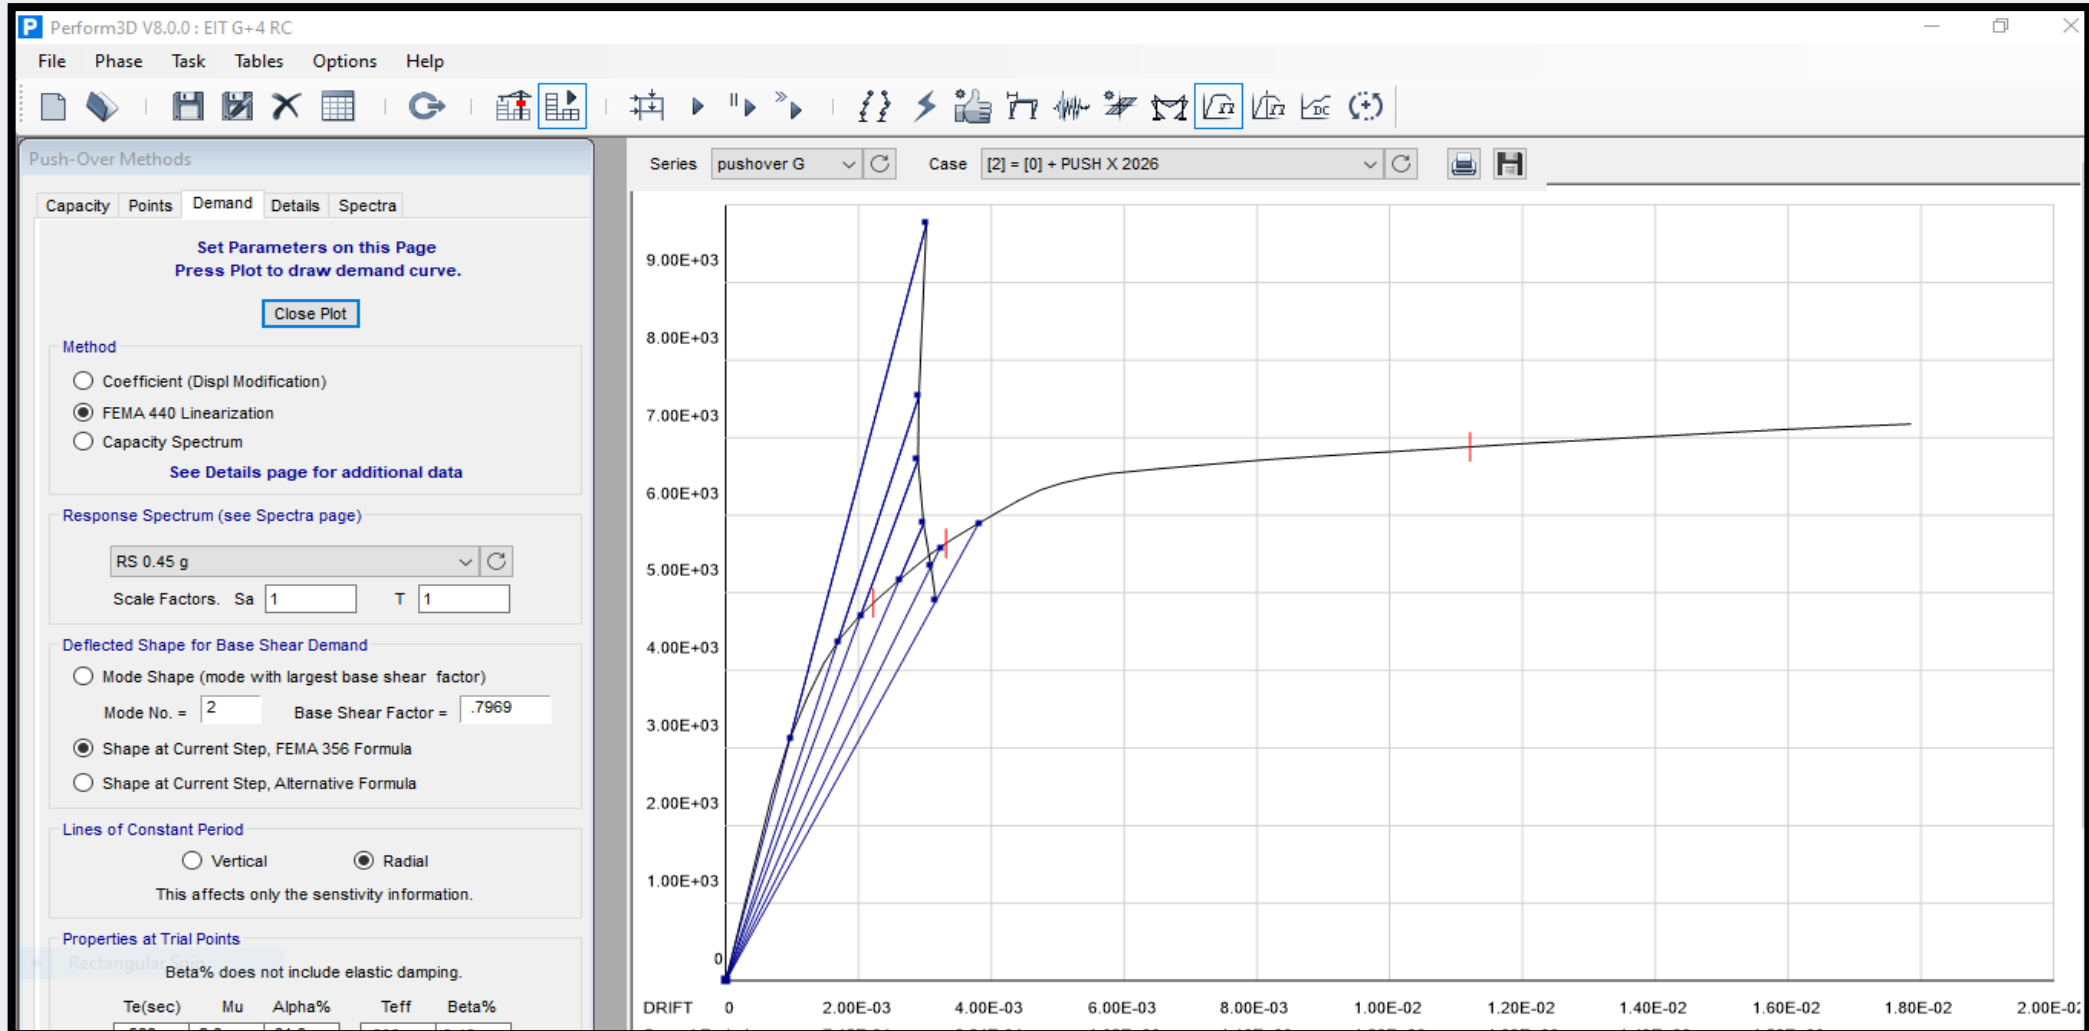 Perform3D V8.0.0 : EIT G+4 RC
File Phase Task Tables Options Help
DC
Push-Over Methods
Series pushover G Case [2] = [0] + PUSH X 2026
Capacity Points Demand Details Spectra
Set Parameters on this Page
Press Plot to draw demand curve.
Close Plot
Method
Coefficient (Displ Modification)
FEMA 440 Linearization
Capacity Spectrum
See Details page for additional data
Response Spectrum (see Spectra page)
RS 0.45 g
Scale Factors. Sa 1 T 1
Deflected Shape for Base Shear Demand
Mode Shape (mode with largest base shear factor)
Mode No. = 2 Base Shear Factor = .7969
Shape at Current Step, FEMA 356 Formula
Shape at Current Step, Alternative Formula
Lines of Constant Period
Vertical Radial
This affects only the senstivity information.
Properties at Trial Points
Rectangular Snip
Beta% does not include elastic damping.
Te(sec) Mu Alpha% Teff Beta%
9.00E+03
8.00E+03
7.00E+03
6.00E+03
5.00E+03
4.00E+03
3.00E+03
2.00E+03
1.00E+03
0
DRIFT 0 2.00E-03 4.00E-03 6.00E-03 8.00E-03 1.00E-02 1.20E-02 1.40E-02 1.60E-02 1.80E-02 2.00E-02